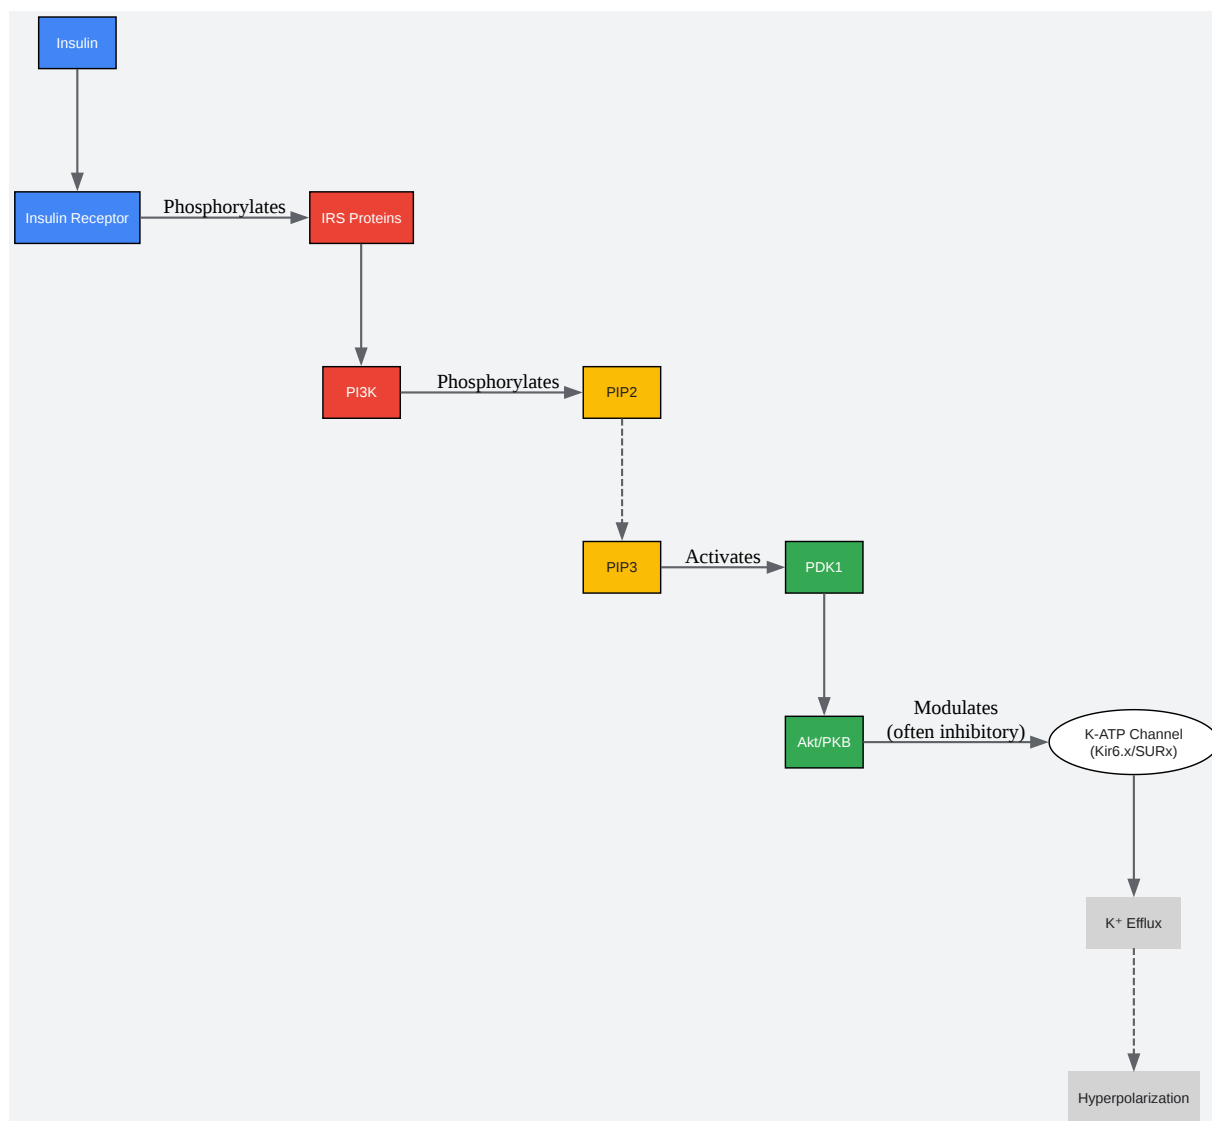 Insulin
Insulin Receptor
Phosphorylates
IRS Proteins
PI3K
Phosphorylates
PIP2
PIP3
Activates
PDK1
Akt/PKB
Modulates
(often inhibitory)
K-ATP Channel
(Kir6.x/SURx)
K⁺ Efflux
Hyperpolarization